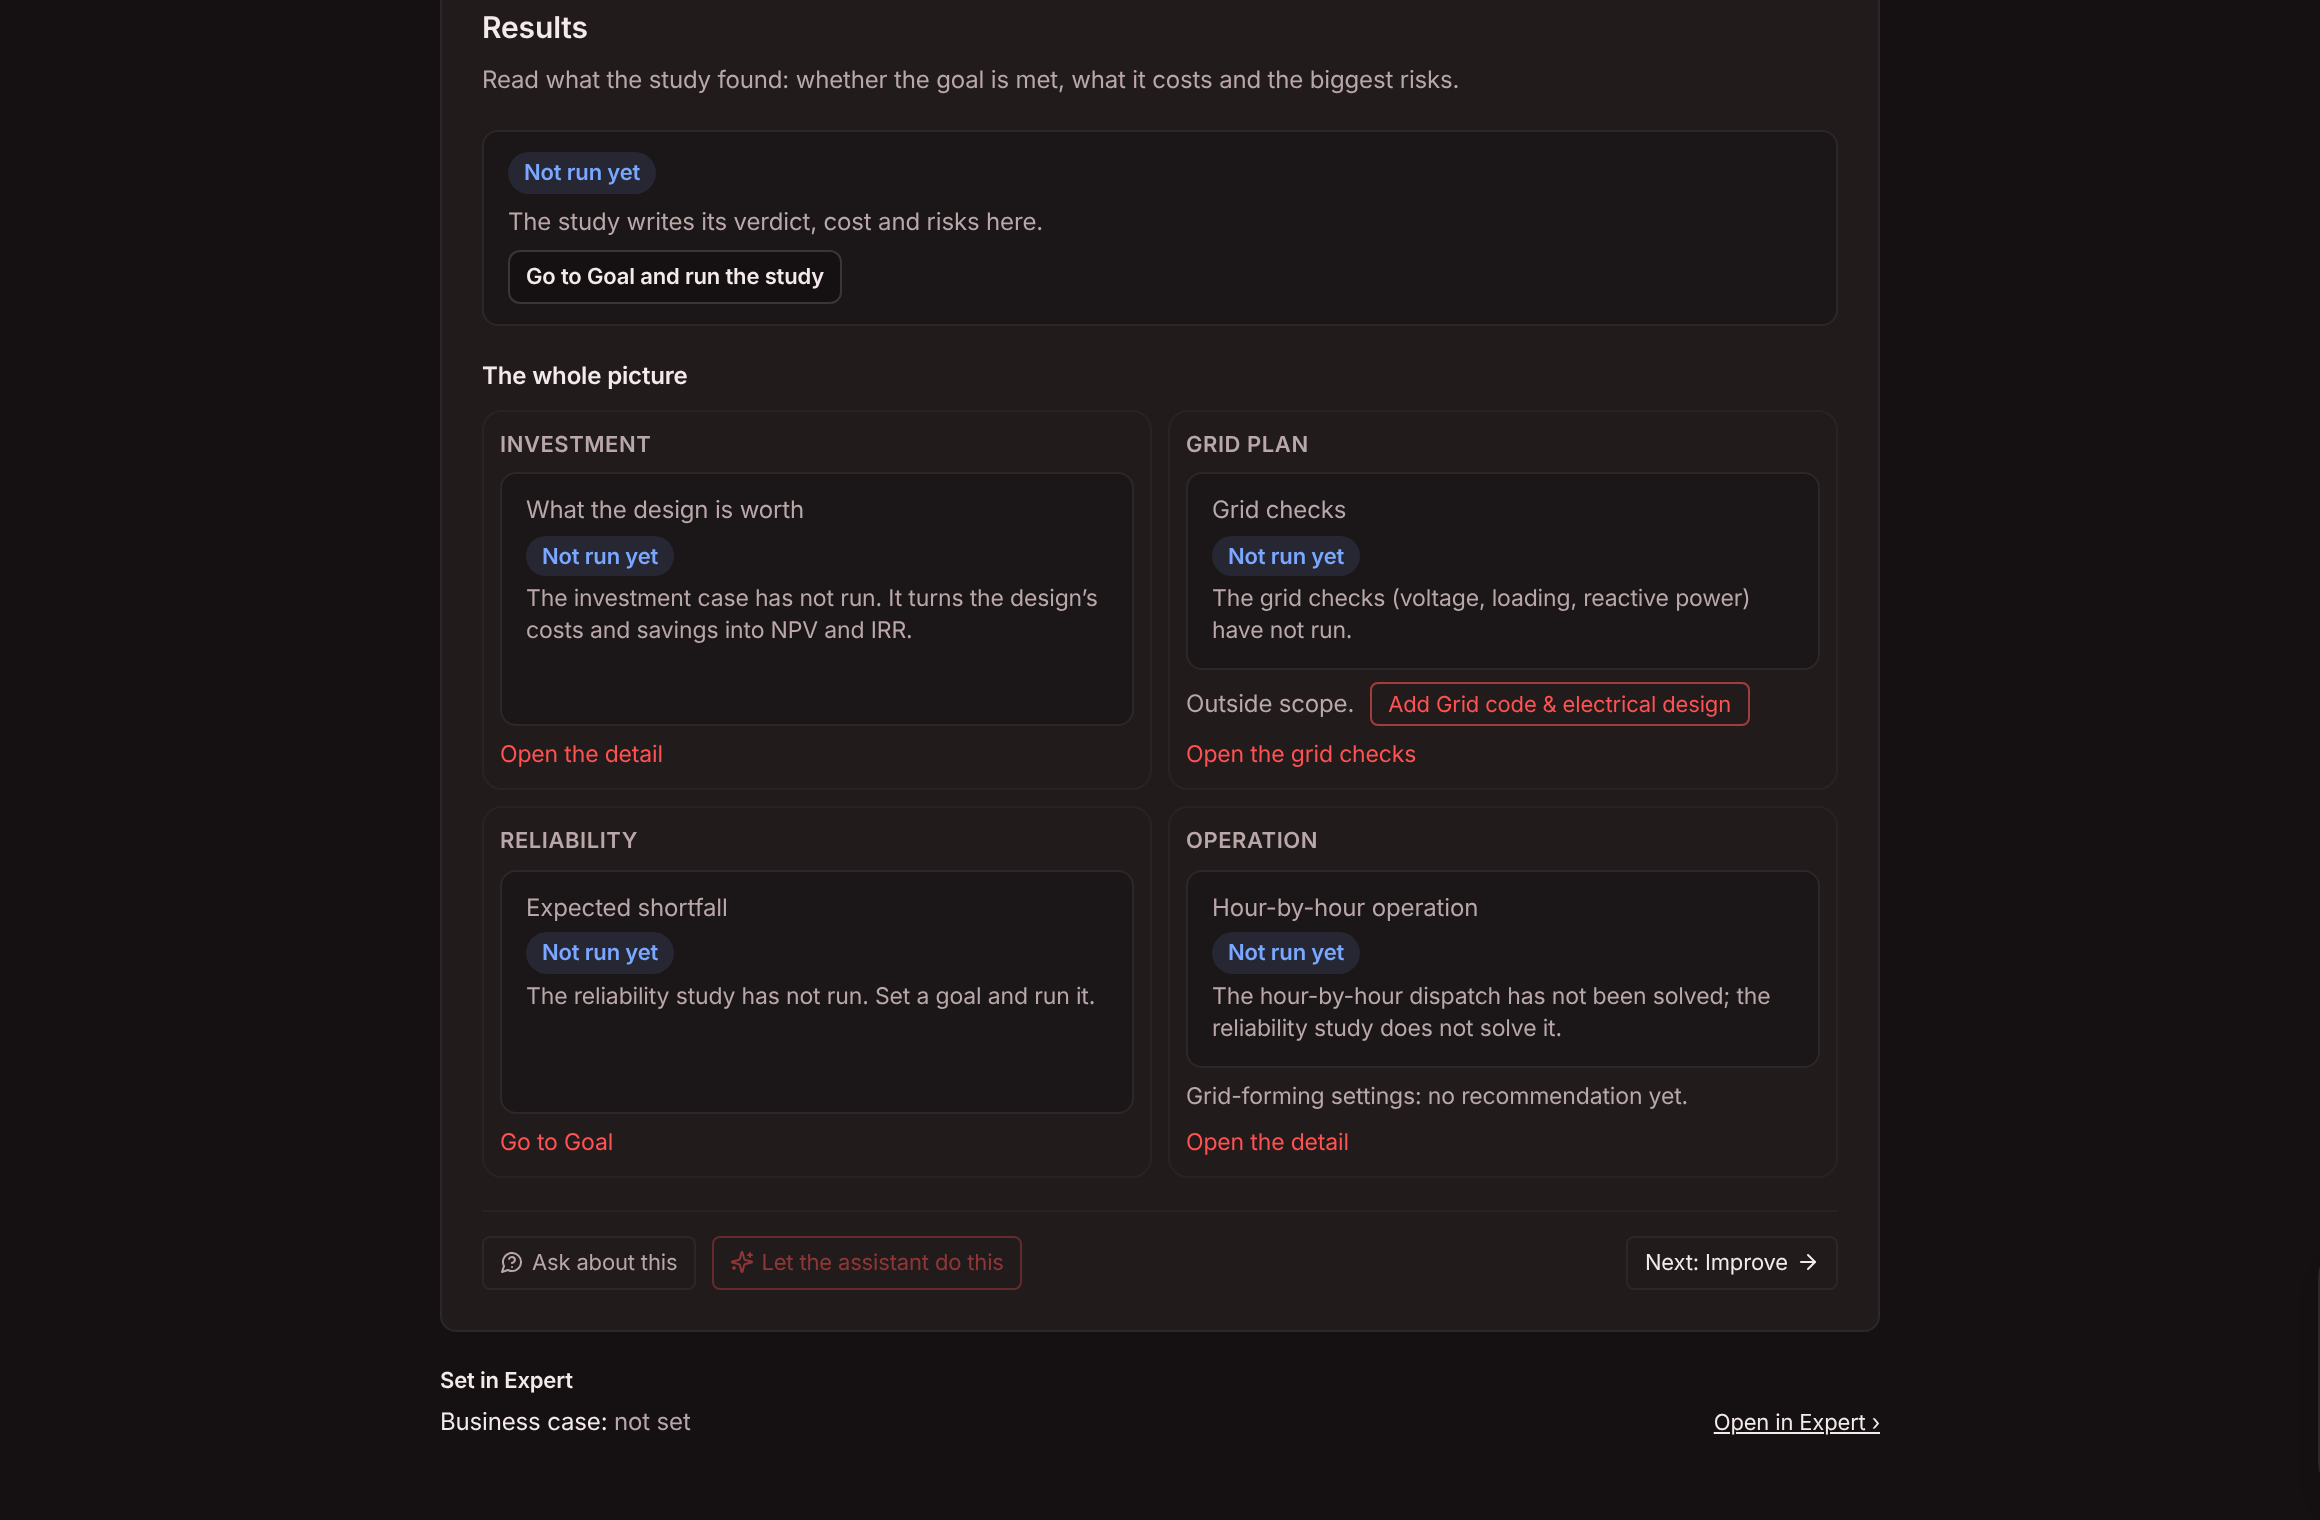 Results
Read what the study found: whether the goal is met, what it costs and the biggest risks.
Not run yet
The study writes its verdict, cost and risks here.
Go to Goal and run the study
The whole picture
INVESTMENT
What the design is worth
Not run yet
The investment case has not run. It turns the design’s
costs and savings into NPV and IRR.
Open the detail
GRID PLAN
Grid checks
Not run yet
The grid checks (voltage, loading, reactive power)
have not run.
Outside scope.
Add Grid code & electrical design
Open the grid checks
RELIABILITY
Expected shortfall
Not run yet
The reliability study has not run. Set a goal and run it.
Go to Goal
OPERATION
Hour-by-hour operation
Not run yet
The hour-by-hour dispatch has not been solved; the
reliability study does not solve it.
Grid-forming settings: no recommendation yet.
Open the detail
Ask about this
Let the assistant do this
Next: Improve →
Set in Expert
Business case: not set
Open in Expert ›